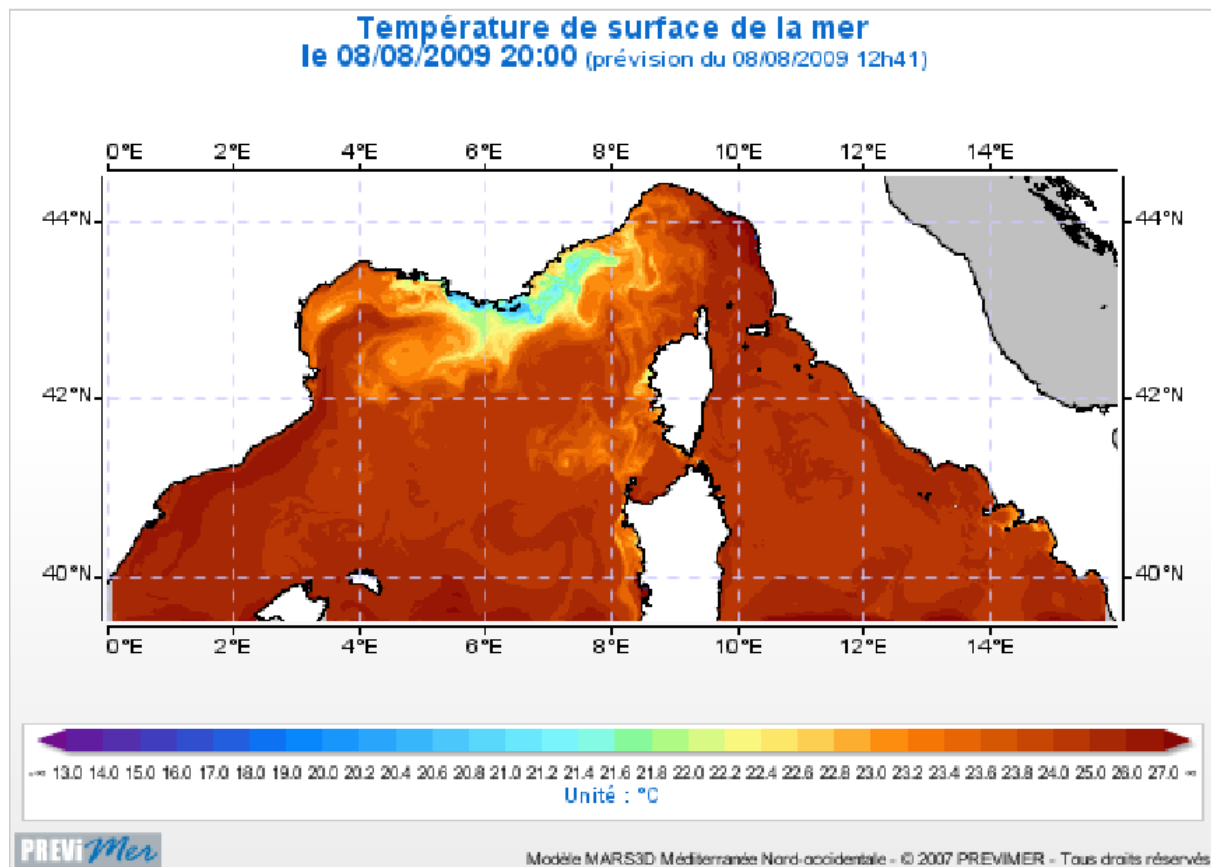 Température de surface de la mer
le 08/08/2009 20:00 (prévision du 08/08/2009 12h41)
0°E 2°E 4°E 6°E 8°E 10°E 12°E 14°E
44°N 44°N
42°N 42°N
40°N 40°N
0°E 2°E 4°E 6°E 8°E 10°E 12°E 14°E
-∞ 13.0 14.0 15.0 16.0 17.0 18.0 19.0 20.0 20.2 20.4 20.6 20.8 21.0 21.2 21.4 21.6 21.8 22.0 22.2 22.4 22.6 22.8 23.0 23.2 23.4 23.6 23.8 24.0 25.0 26.0 27.0 ∞
Unité : °C
PREViMer
Modèle MARS3D Méditerranée Nord-occidentale - © 2007 PREVIMER - Tous droits réservés